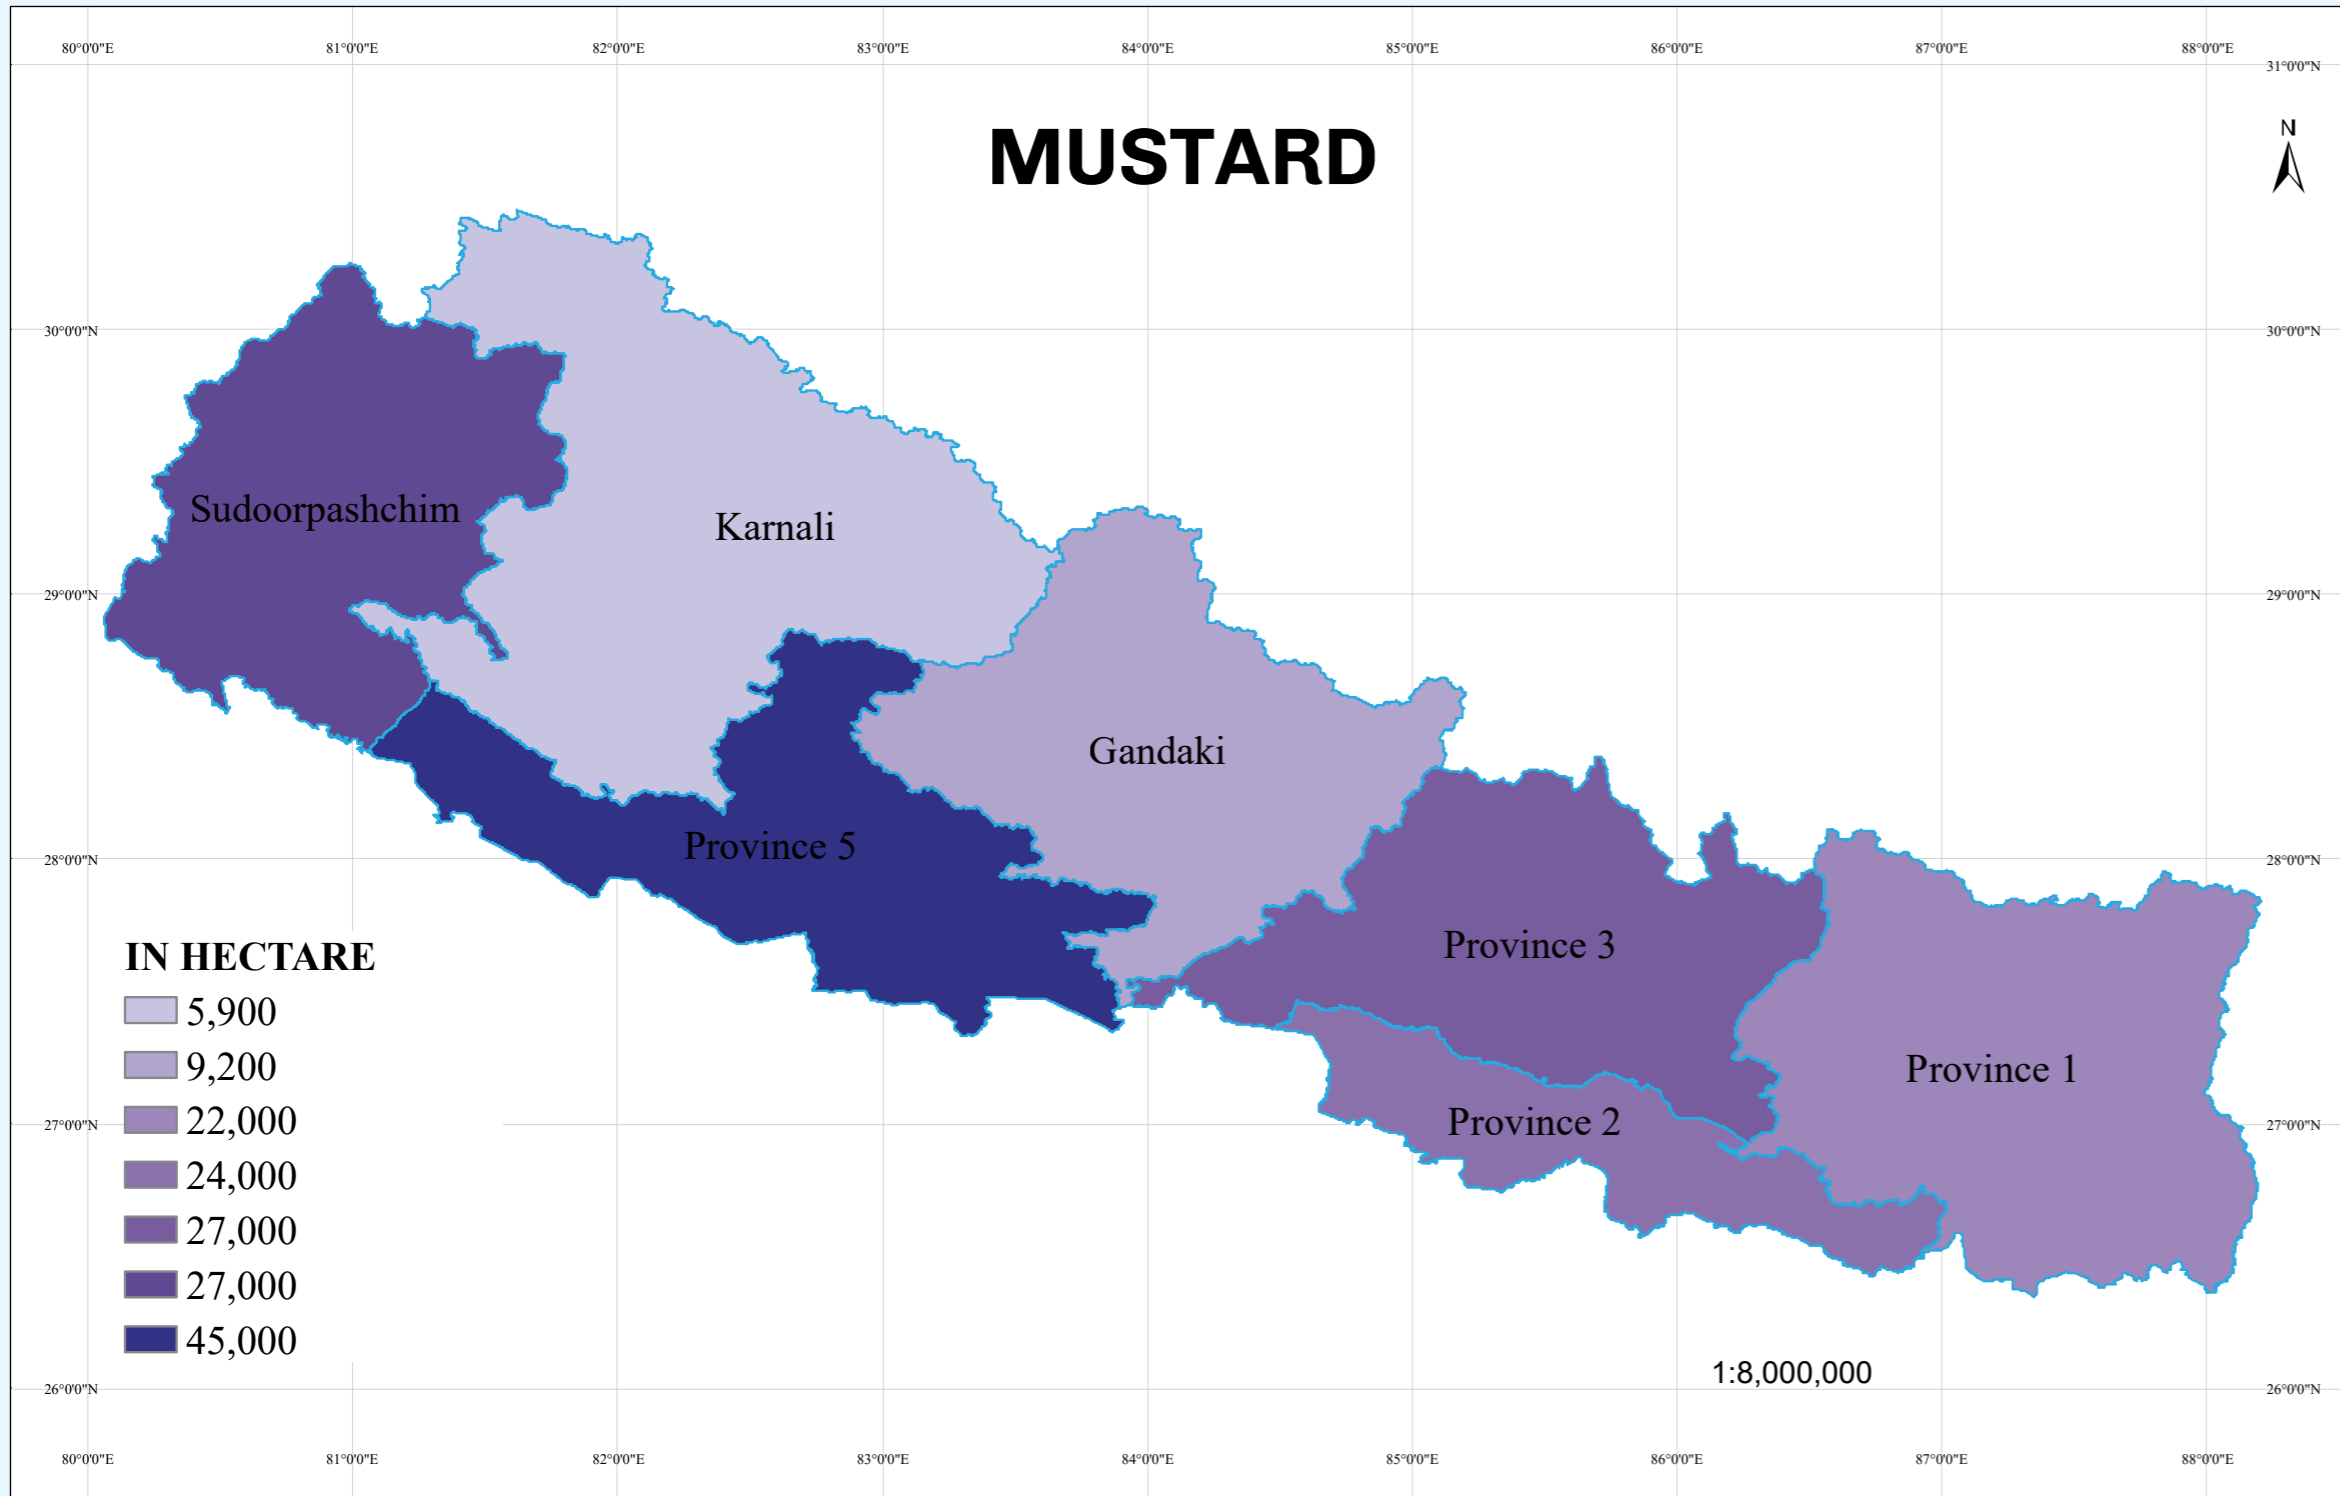 80°0'0"E 81°0'0"E 82°0'0"E 83°0'0"E 84°0'0"E 85°0'0"E 86°0'0"E 87°0'0"E 88°0'0"E
31°0'0"N
MUSTARD
N
30°0'0"N 30°0'0"N
Sudoorpashchim
Karnali
29°0'0"N 29°0'0"N
Gandaki
Province 5
28°0'0"N 28°0'0"N
Province 3
Province 1
Province 2
27°0'0"N 27°0'0"N
IN HECTARE
5,900
9,200
22,000
24,000
27,000
27,000
45,000
1:8,000,000
26°0'0"N 26°0'0"N
80°0'0"E 81°0'0"E 82°0'0"E 83°0'0"E 84°0'0"E 85°0'0"E 86°0'0"E 87°0'0"E 88°0'0"E